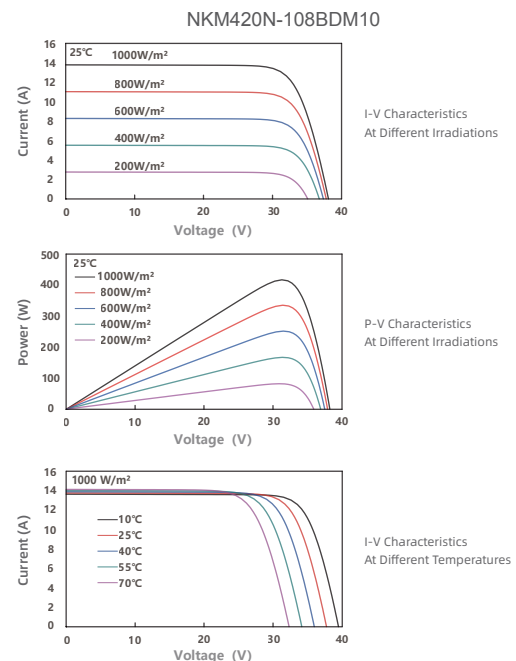 NKM420N-108BDM10
16
14
12
10
8
6
4
2
0
Current (A)
25℃
1000W/m²
800W/m²
600W/m²
400W/m²
200W/m²
0
10
20
30
40
Voltage (V)
I-V Characteristics
At Different Irradiations
500
400
300
200
100
0
Power (W)
25℃
1000W/m²
800W/m²
600W/m²
400W/m²
200W/m²
0
10
20
30
40
Voltage (V)
P-V Characteristics
At Different Irradiations
16
14
12
10
8
6
4
2
0
Current (A)
1000 W/m²
10℃
25℃
40℃
55℃
70℃
0
10
20
30
40
Voltage (V)
I-V Characteristics
At Different Temperatures